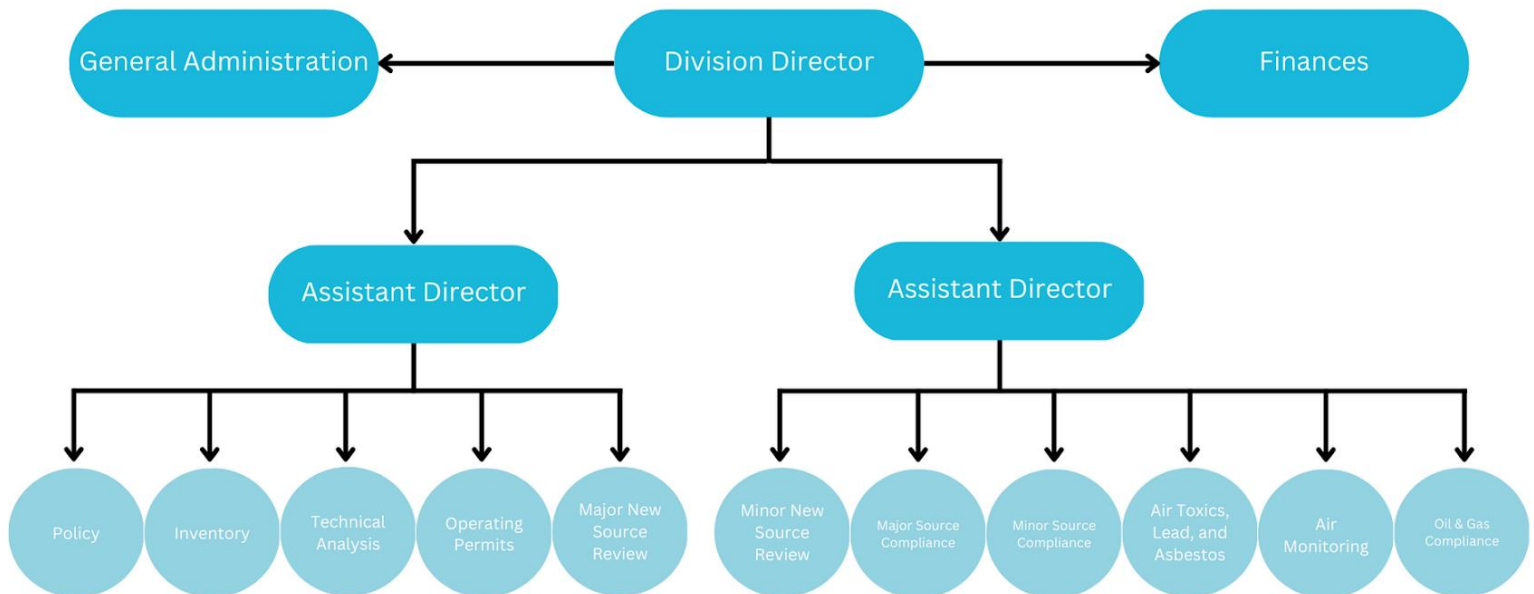 General Administration
Division Director
Finances
Assistant Director
Assistant Director
Policy
Inventory
Technical
Analysis
Operating
Permits
Major New
Source
Review
Minor New
Source
Review
Major Source
Compliance
Minor Source
Compliance
Air Toxics,
Lead, and
Asbestos
Air
Monitoring
Oil & Gas
Compliance